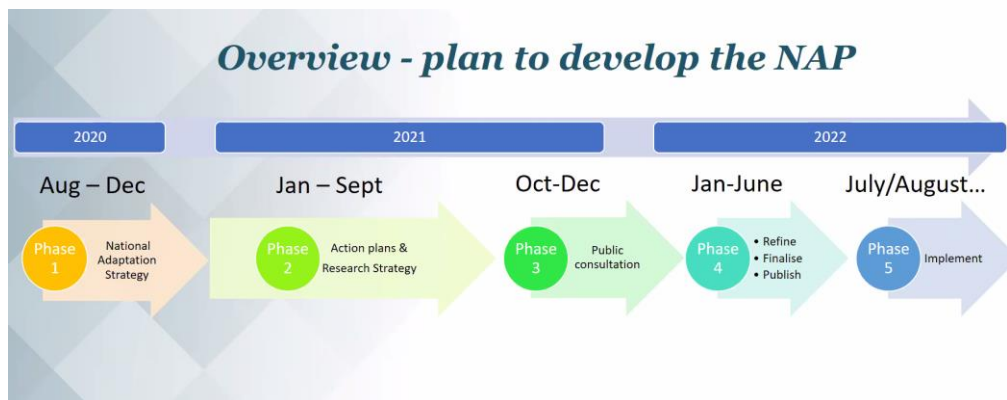 Overview - plan to develop the NAP
2020
2021
2022
Aug – Dec
Jan – Sept
Oct-Dec
Jan-June
July/August...
Phase
1
National
Adaptation
Strategy
Phase
2
Action plans &
Research Strategy
Phase
3
Public
consultation
Phase
4
• Refine
• Finalise
• Publish
Phase
5
Implement